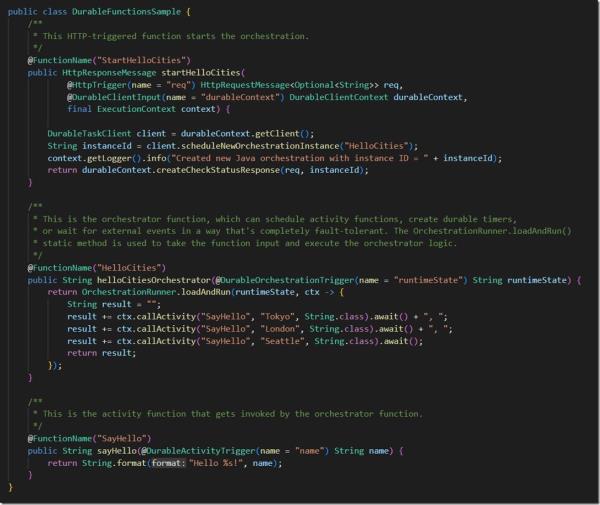 public class DurableFunctionsSample {
    /**
     * This HTTP-triggered function starts the orchestration.
     */
    @FunctionName("StartHelloCities")
    public HttpResponseMessage startHelloCities(
            @HttpTrigger(name = "req") HttpRequestMessage<Optional<String>> req,
            @DurableClientInput(name = "durableContext") DurableClientContext durableContext,
            final ExecutionContext context) {

        DurableTaskClient client = durableContext.getClient();
        String instanceId = client.scheduleNewOrchestrationInstance("HelloCities");
        context.getLogger().info("Created new Java orchestration with instance ID = " + instanceId);
        return durableContext.createCheckStatusResponse(req, instanceId);
    }

    /**
     * This is the orchestrator function, which can schedule activity functions, create durable timers,
     * or wait for external events in a way that's completely fault-tolerant. The OrchestrationRunner.loadAndRun()
     * static method is used to take the function input and execute the orchestrator logic.
     */
    @FunctionName("HelloCities")
    public String helloCitiesOrchestrator(@DurableOrchestrationTrigger(name = "runtimeState") String runtimeState) {
        return OrchestrationRunner.loadAndRun(runtimeState, ctx -> {
            String result = "";
            result += ctx.callActivity("SayHello", "Tokyo", String.class).await() + ", ";
            result += ctx.callActivity("SayHello", "London", String.class).await() + ", ";
            result += ctx.callActivity("SayHello", "Seattle", String.class).await();
            return result;
        });
    }

    /**
     * This is the activity function that gets invoked by the orchestrator function.
     */
    @FunctionName("SayHello")
    public String sayHello(@DurableActivityTrigger(name = "name") String name) {
        return String.format(format: "Hello %s!", name);
    }
}